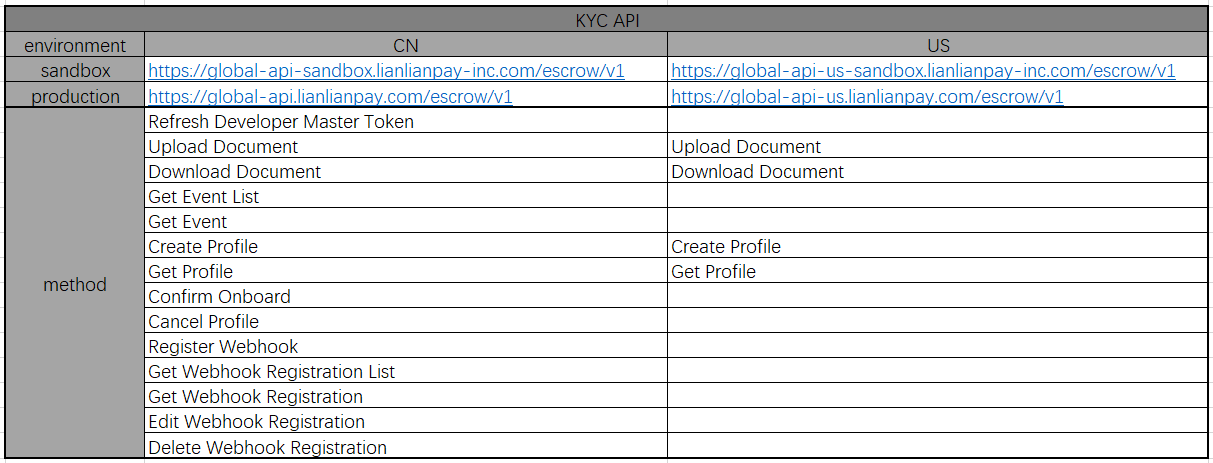 KYC API
environment CN US
sandbox https://global-api-sandbox.lianlianpay-inc.com/escrow/v1 https://global-api-us-sandbox.lianlianpay-inc.com/escrow/v1
production https://global-api.lianlianpay.com/escrow/v1 https://global-api-us.lianlianpay.com/escrow/v1
method
Refresh Developer Master Token
Upload Document Upload Document
Download Document Download Document
Get Event List
Get Event
Create Profile Create Profile
Get Profile Get Profile
Confirm Onboard
Cancel Profile
Register Webhook
Get Webhook Registration List
Get Webhook Registration
Edit Webhook Registration
Delete Webhook Registration